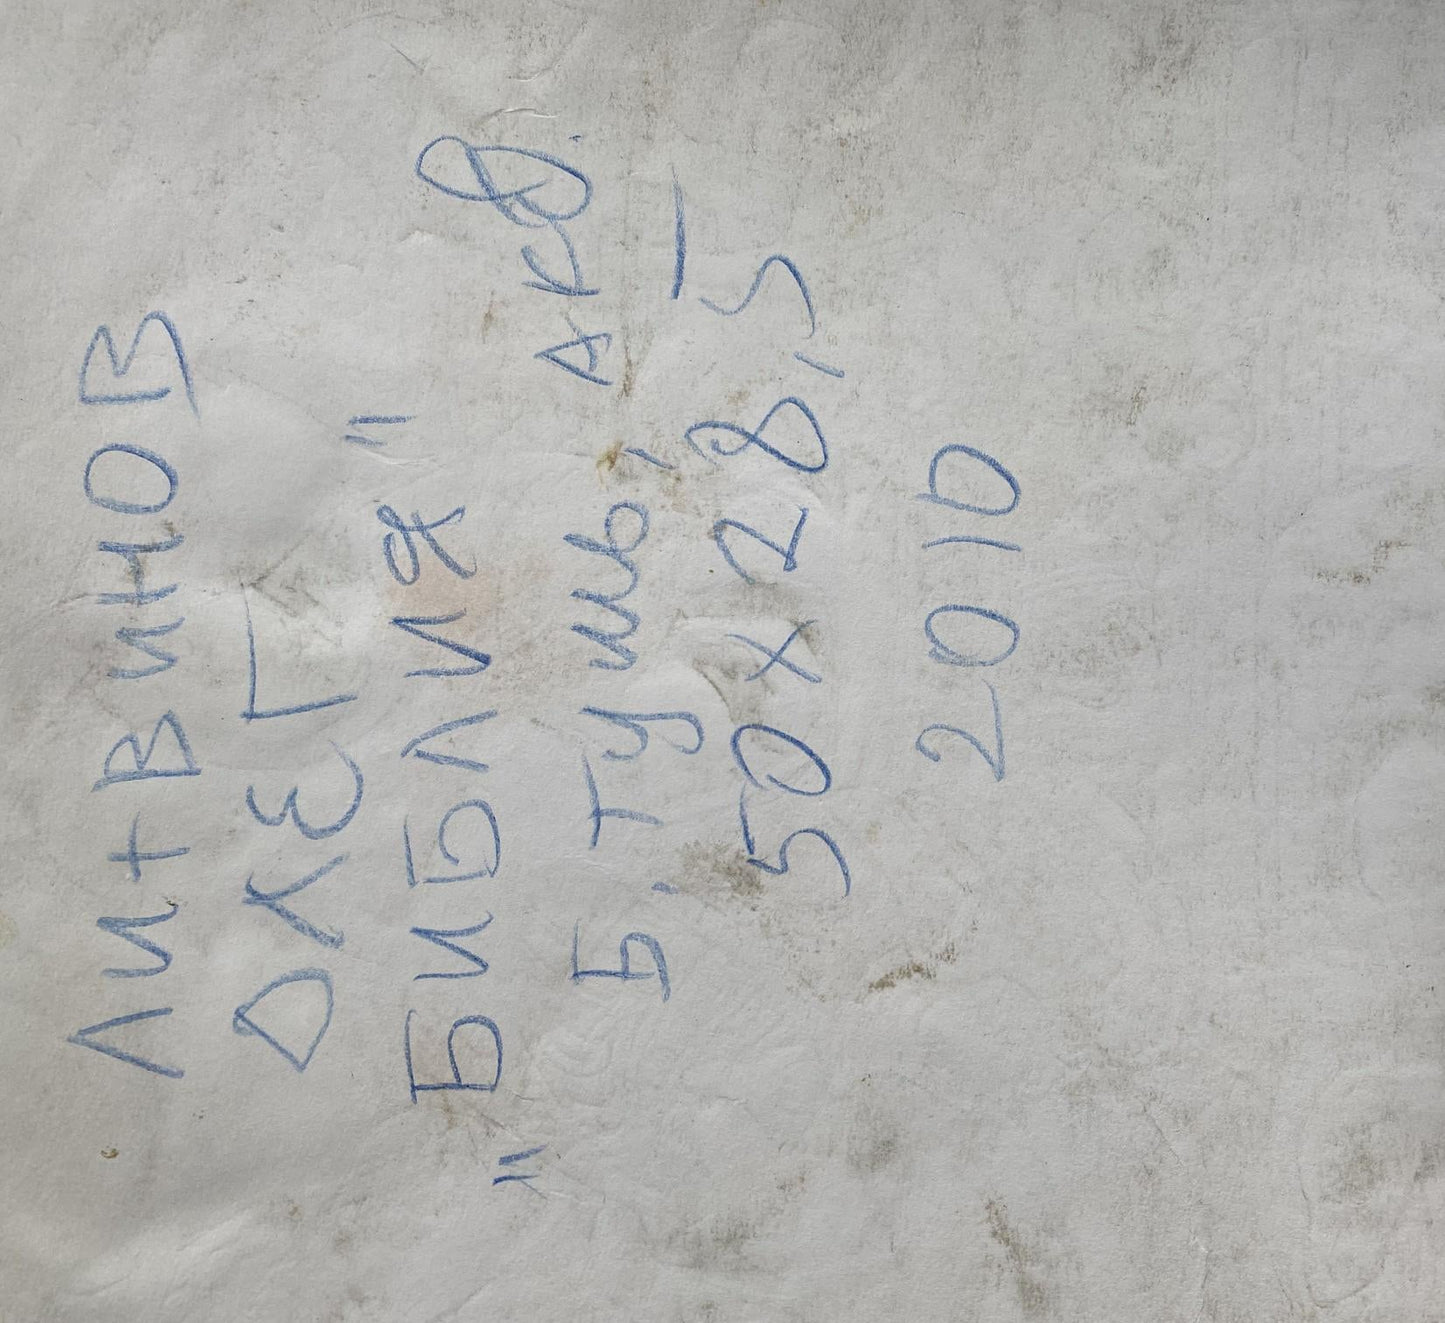 ЛИТВИНОВ
ОЛЕГ
"БИБЛИЯ"
Б, Тушь, АКВ.
50 х 28,5
2010